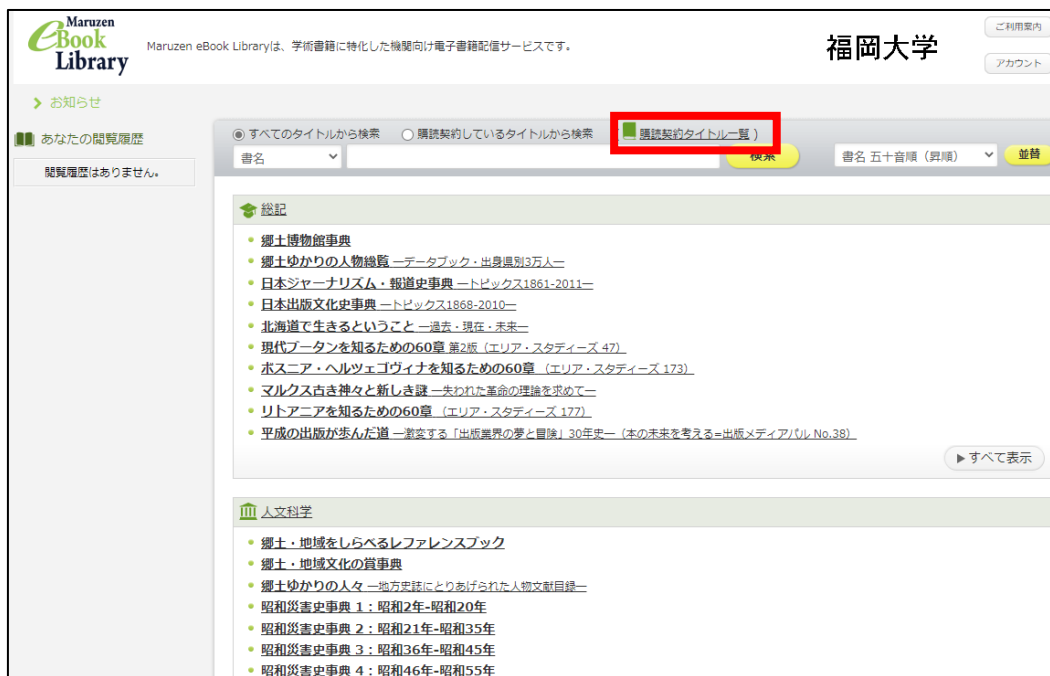 Maruzen
eBook
Library
Maruzen eBook Libraryは、学術書籍に特化した機関向け電子書籍配信サービスです。
福岡大学
ご利用案内
アカウント
お知らせ
あなたの閲覧履歴
閲覧履歴はありません。
すべてのタイトルから検索 購読契約しているタイトルから検索 購読契約タイトル一覧 )
書名 検索 書名 五十音順（昇順） 並替
総記
郷土博物館事典
郷土ゆかりの人物総覧 ―データブック・出身県別3万人―
日本ジャーナリズム・報道史事典 ―トピックス1861-2011―
日本出版文化史事典 ―トピックス1868-2010―
北海道で生きるということ ―過去・現在・未来―
現代ブータンを知るための60章 第2版（エリア・スタディーズ 47）
ボスニア・ヘルツェゴヴィナを知るための60章 （エリア・スタディーズ 173）
マルクス古き神々と新しき謎 ―失われた革命の理論を求めて―
リトアニアを知るための60章 （エリア・スタディーズ 177）
平成の出版が歩んだ道 ―激変する「出版業界の夢と冒険」30年史―（本の未来を考える=出版メディアパル No.38）
すべて表示
人文科学
郷土・地域をしらべるレファレンスブック
郷土・地域文化の賞事典
郷土ゆかりの人々 ―地方史誌にとりあげられた人物文献目録―
昭和災害史事典 1：昭和2年-昭和20年
昭和災害史事典 2：昭和21年-昭和35年
昭和災害史事典 3：昭和36年-昭和45年
昭和災害史事典 4：昭和46年-昭和55年